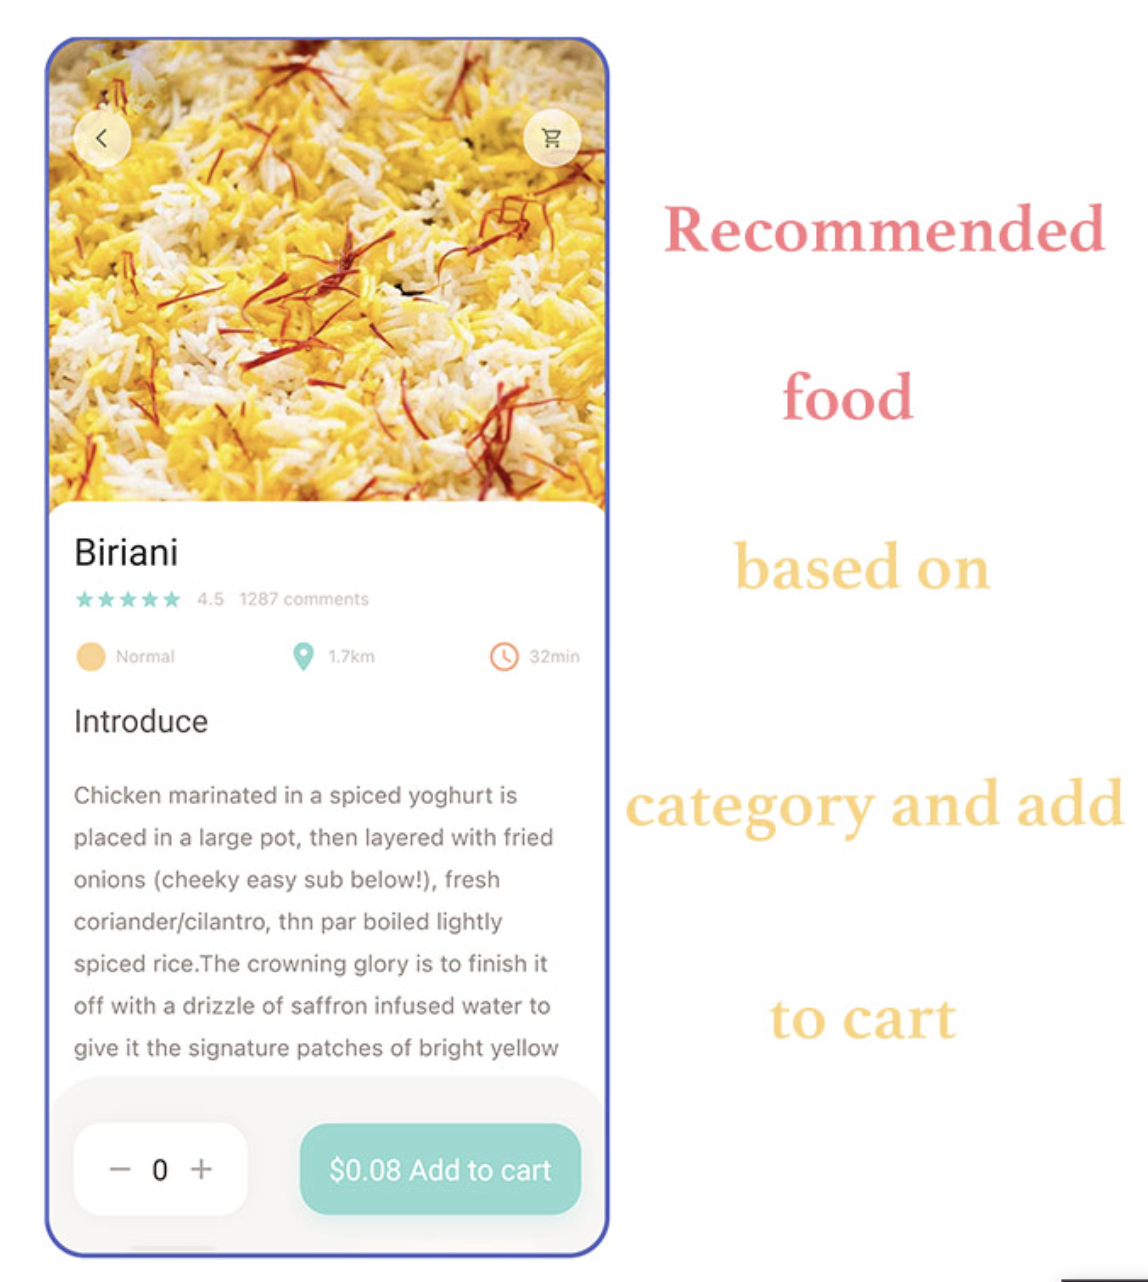 Recommended
food
based on
category and add
to cart
Biriani
4.5 1287 comments
Normal 1.7km 32min
Introduce
Chicken marinated in a spiced yoghurt is
placed in a large pot, then layered with fried
onions (cheeky easy sub below!), fresh
coriander/cilantro, thn par boiled lightly
spiced rice.The crowning glory is to finish it
off with a drizzle of saffron infused water to
give it the signature patches of bright yellow
0
$0.08 Add to cart